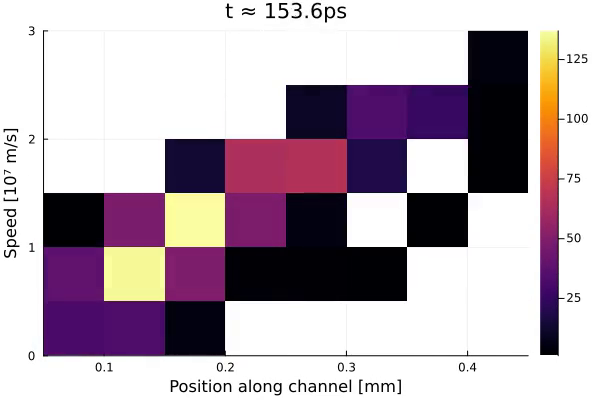 t ≈ 153.6ps
3
2
1
0
Speed [10⁷ m/s]
0.1 0.2 0.3 0.4
Position along channel [mm]
125
100
75
50
25